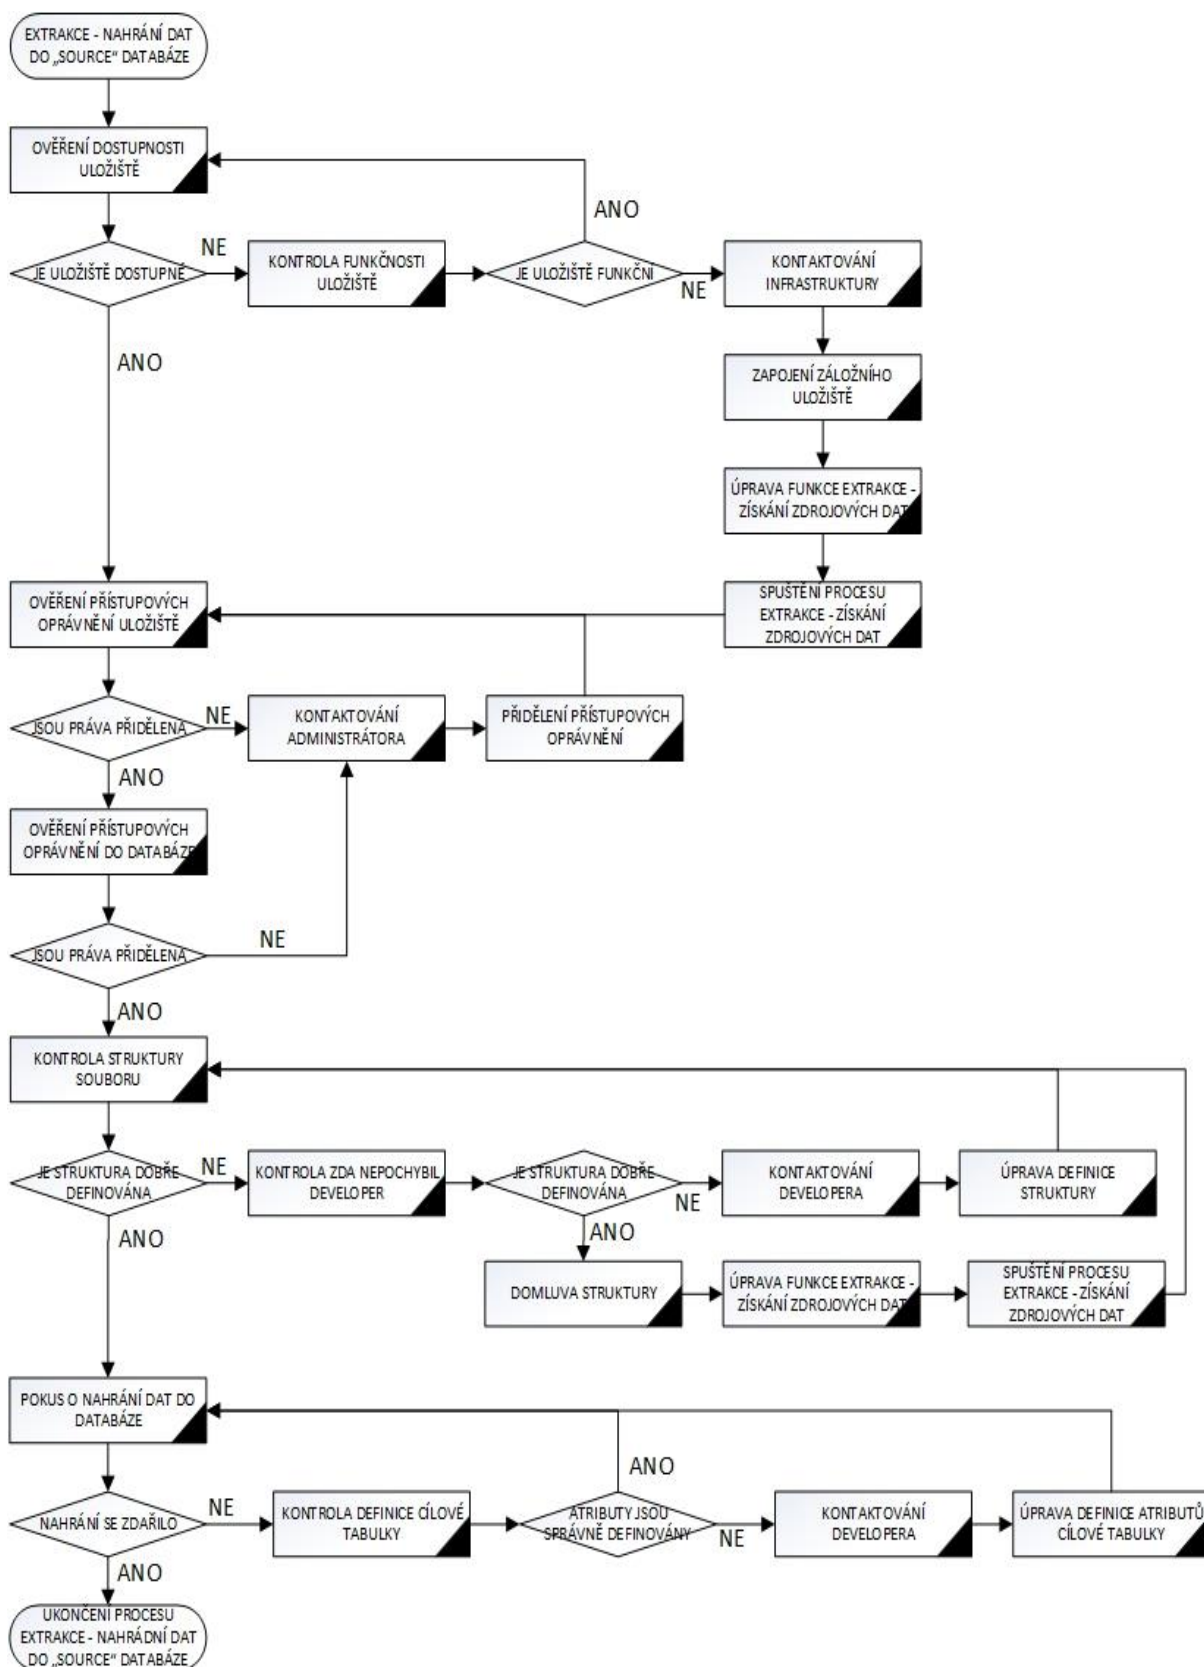 EXTRAKCE - NAHRÁNÍ DAT
DO „SOURCE“ DATABÁZE
OVĚŘENÍ DOSTUPNOSTI
ULOŽIŠTĚ
ANO
JE ULOŽIŠTĚ DOSTUPNÉ
NE
KONTROLA FUNKČNOSTI
ULOŽIŠTĚ
JE ULOŽIŠTĚ FUNKČNÍ
NE
KONTAKTOVÁNÍ
INFRASTRUKTURY
ANO
ZAPOJENÍ ZÁLOŽNÍHO
ULOŽIŠTĚ
ÚPRAVA FUNKCE EXTRAKCE -
ZÍSKÁNÍ ZDROJOVÝCH DAT
SPUŠTĚNÍ PROCESU
EXTRAKCE - ZÍSKÁNÍ
ZDROJOVÝCH DAT
OVĚŘENÍ PŘÍSTUPOVÝCH
OPRÁVNĚNÍ ULOŽIŠTĚ
JSOU PRÁVA PŘIDĚLENA
NE
KONTAKTOVÁNÍ
ADMINISTRÁTORA
PŘIDĚLENÍ PŘÍSTUPOVÝCH
OPRÁVNĚNÍ
ANO
OVĚŘENÍ PŘÍSTUPOVÝCH
OPRÁVNĚNÍ DO DATABÁZE
JSOU PRÁVA PŘIDĚLENA
NE
ANO
KONTROLA STRUKTURY
SOUBORU
JE STRUKTURA DOBŘE
DEFINOVÁNA
NE
KONTROLA ZDA NEPOCHYBIL
DEVELOPER
JE STRUKTURA DOBŘE
DEFINOVÁNA
NE
KONTAKTOVÁNÍ
DEVELOPERA
ÚPRAVA DEFINICE
STRUKTURY
ANO
ANO
DOMLUVA STRUKTURY
ÚPRAVA FUNKCE EXTRAKCE -
ZÍSKÁNÍ ZDROJOVÝCH DAT
SPUŠTĚNÍ PROCESU
EXTRAKCE - ZÍSKÁNÍ
ZDROJOVÝCH DAT
POKUS O NAHRÁNÍ DAT DO
DATABÁZE
ANO
NAHRÁNÍ SE ZDAŘILO
NE
KONTROLA DEFINICE CÍLOVÉ
TABULKY
ATRIBUTY JSOU
SPRÁVNĚ DEFINOVÁNY
NE
KONTAKTOVÁNÍ
DEVELOPERA
ÚPRAVA DEFINICE ATRIBUTŮ
CÍLOVÉ TABULKY
ANO
UKONČENÍ PROCESU
EXTRAKCE - NAHRÁDNÍ DAT
DO „SOURCE“ DATABÁZE